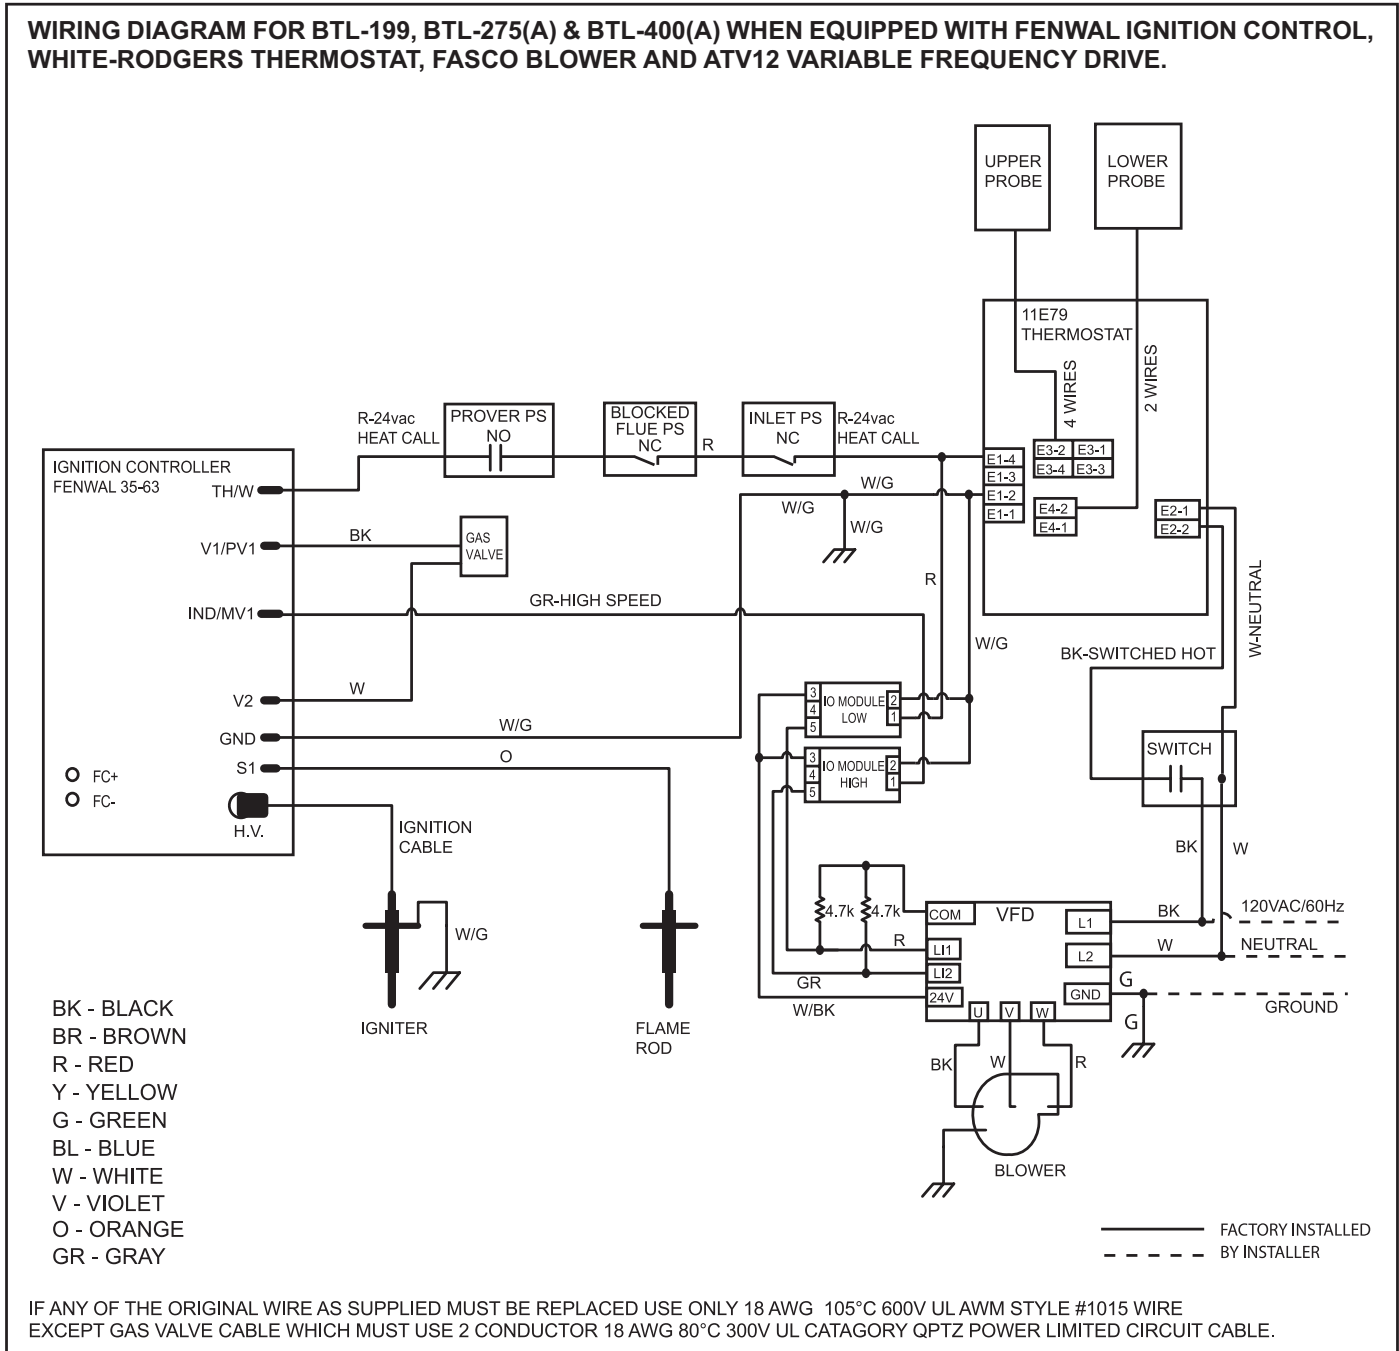 WIRING DIAGRAM FOR BTL-199, BTL-275(A) & BTL-400(A) WHEN EQUIPPED WITH FENWAL IGNITION CONTROL,
WHITE-RODGERS THERMOSTAT, FASCO BLOWER AND ATV12 VARIABLE FREQUENCY DRIVE.
UPPER
PROBE
LOWER
PROBE
11E79
THERMOSTAT
4 WIRES
2 WIRES
R-24vac
HEAT CALL
PROVER PS
NO
BLOCKED
FLUE PS
NC
R
INLET PS
NC
R-24vac
HEAT CALL
E1-4
E1-3
E1-2
E1-1
E3-2
E3-1
E3-4
E3-3
E4-2
E4-1
E2-1
E2-2
IGNITION CONTROLLER
FENWAL 35-63
TH/W
W/G
W/G
W/G
V1/PV1
BK
GAS
VALVE
R
IND/MV1
GR-HIGH SPEED
W/G
W-NEUTRAL
BK-SWITCHED HOT
V2
W
GND
W/G
S1
O
FC+
FC-
H.V.
IGNITION
CABLE
3
4
5
IO MODULE
LOW
2
1
3
4
5
IO MODULE
HIGH
2
1
SWITCH
BK
W
4.7k
4.7k
COM
VFD
L1
BK
120VAC/60Hz
R
LI1
L2
W
NEUTRAL
GR
LI2
W/BK
24V
GND
G
GROUND
G
U
V
W
BK
W
R
BLOWER
W/G
IGNITER
FLAME
ROD
BK - BLACK
BR - BROWN
R - RED
Y - YELLOW
G - GREEN
BL - BLUE
W - WHITE
V - VIOLET
O - ORANGE
GR - GRAY
FACTORY INSTALLED
BY INSTALLER
IF ANY OF THE ORIGINAL WIRE AS SUPPLIED MUST BE REPLACED USE ONLY 18 AWG 105°C 600V UL AWM STYLE #1015 WIRE
EXCEPT GAS VALVE CABLE WHICH MUST USE 2 CONDUCTOR 18 AWG 80°C 300V UL CATAGORY QPTZ POWER LIMITED CIRCUIT CABLE.